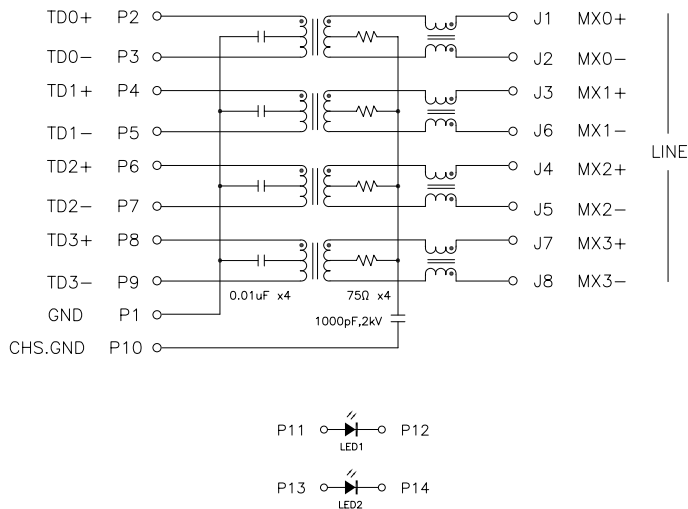 TD0+ P2 J1 MX0+
TD0- P3 J2 MX0-
TD1+ P4 J3 MX1+
TD1- P5 J6 MX1-
LINE
TD2+ P6 J4 MX2+
TD2- P7 J5 MX2-
TD3+ P8 J7 MX3+
TD3- P9 J8 MX3-
0.01uF x4 75Ω x4
GND P1
1000pF,2kV
CHS.GND P10
P11 P12
LED1
P13 P14
LED2